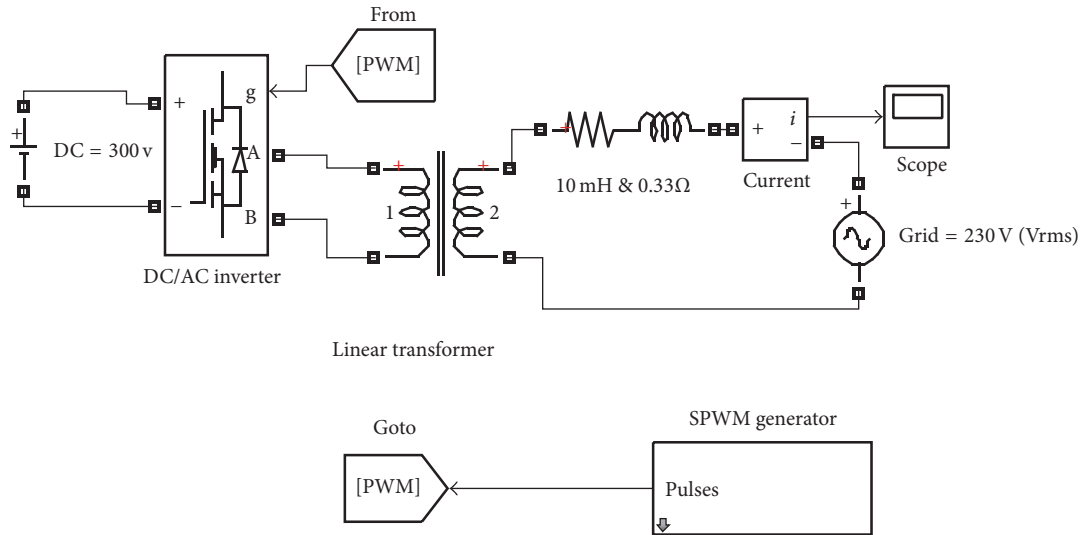 From
[PWM]
g
+
+
DC = 300 v
A
B
−
DC/AC inverter
+
+
1
2
Linear transformer
+
10 mH & 0.33Ω
+
i
−
Current
Scope
+
Grid = 230 V (Vrms)
Goto
[PWM]
SPWM generator
Pulses